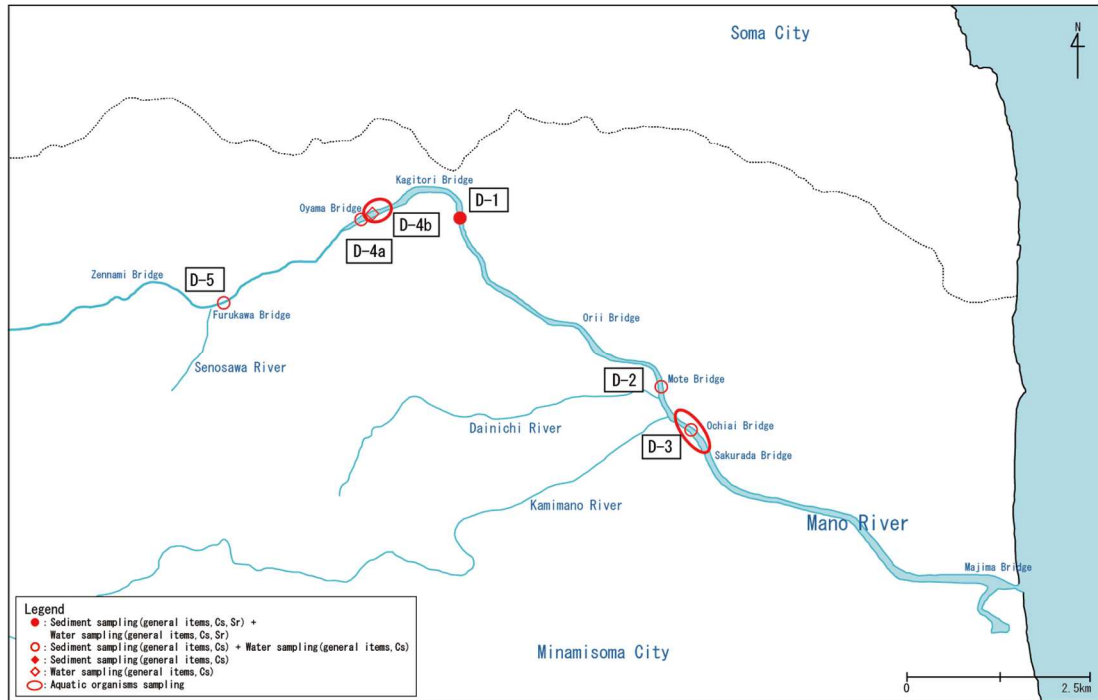 Soma City
N
4
Kagitori Bridge
D-1
Oyama Bridge
D-4b
D-4a
Zennami Bridge
D-5
Furukawa Bridge
Orii Bridge
Senosawa River
D-2
Mote Bridge
Dainichi River
Ochiai Bridge
D-3
Sakurada Bridge
Kamimano River
Mano River
Majima Bridge
Legend
: Sediment sampling(general items,Cs,Sr) +
Water sampling(general items,Cs,Sr)
: Sediment sampling(general items,Cs) + Water sampling(general items,Cs)
: Sediment sampling(general items,Cs)
: Water sampling(general items,Cs)
: Aquatic organisms sampling
Minamisoma City
0
2.5km